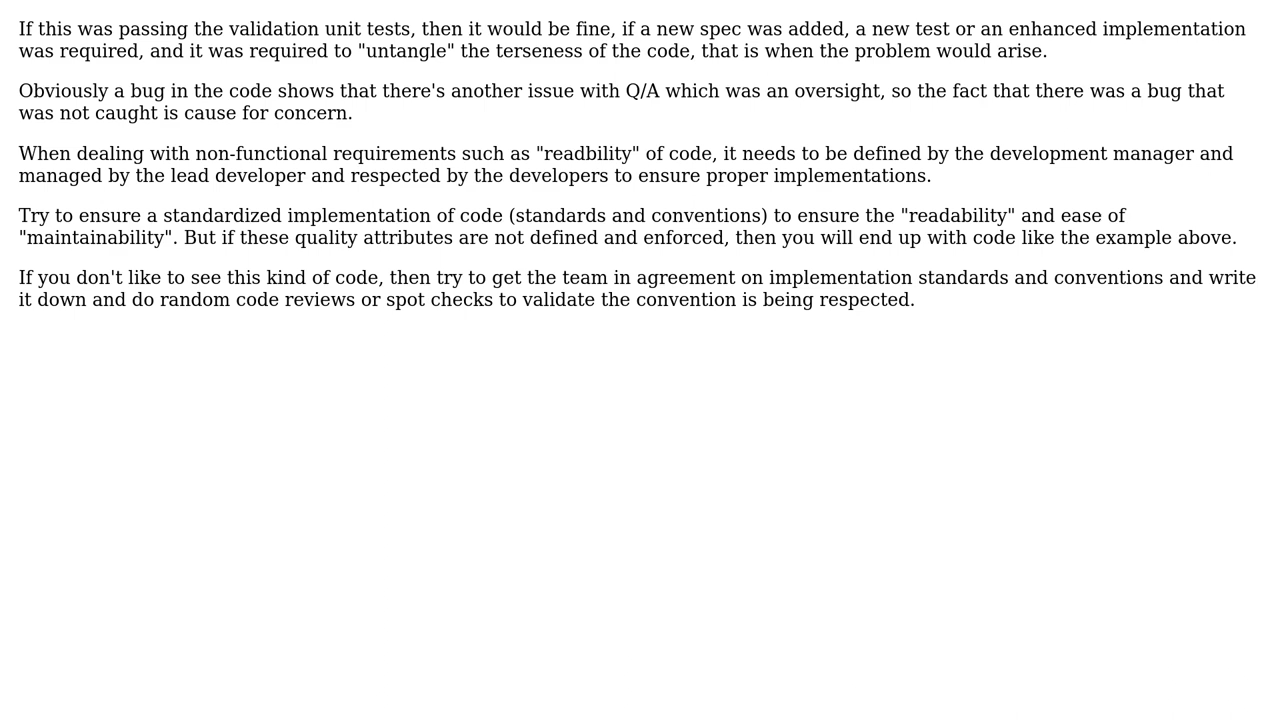 If this was passing the validation unit tests, then it would be fine, if a new spec was added, a new test or an enhanced implementation
was required, and it was required to "untangle" the terseness of the code, that is when the problem would arise.
Obviously a bug in the code shows that there's another issue with Q/A which was an oversight, so the fact that there was a bug that
was not caught is cause for concern.
When dealing with non-functional requirements such as "readbility" of code, it needs to be defined by the development manager and
managed by the lead developer and respected by the developers to ensure proper implementations.
Try to ensure a standardized implementation of code (standards and conventions) to ensure the "readability" and ease of
"maintainability". But if these quality attributes are not defined and enforced, then you will end up with code like the example above.
If you don't like to see this kind of code, then try to get the team in agreement on implementation standards and conventions and write
it down and do random code reviews or spot checks to validate the convention is being respected.